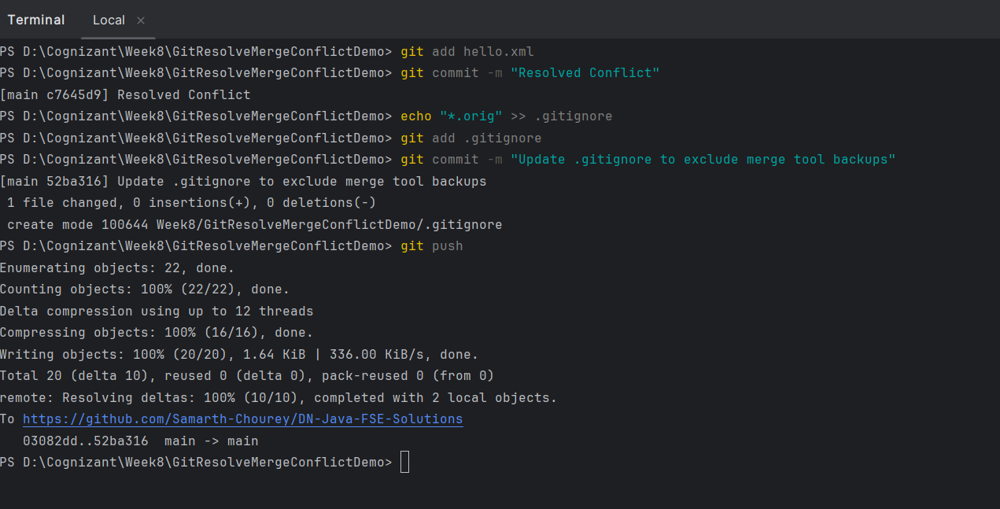 Terminal Local ×
PS D:\Cognizant\Week8\GitResolveMergeConflictDemo> git add hello.xml
PS D:\Cognizant\Week8\GitResolveMergeConflictDemo> git commit -m "Resolved Conflict"
[main c7645d9] Resolved Conflict
PS D:\Cognizant\Week8\GitResolveMergeConflictDemo> echo "*.orig" >> .gitignore
PS D:\Cognizant\Week8\GitResolveMergeConflictDemo> git add .gitignore
PS D:\Cognizant\Week8\GitResolveMergeConflictDemo> git commit -m "Update .gitignore to exclude merge tool backups"
[main 52ba316] Update .gitignore to exclude merge tool backups
 1 file changed, 0 insertions(+), 0 deletions(-)
 create mode 100644 Week8/GitResolveMergeConflictDemo/.gitignore
PS D:\Cognizant\Week8\GitResolveMergeConflictDemo> git push
Enumerating objects: 22, done.
Counting objects: 100% (22/22), done.
Delta compression using up to 12 threads
Compressing objects: 100% (16/16), done.
Writing objects: 100% (20/20), 1.64 KiB | 336.00 KiB/s, done.
Total 20 (delta 10), reused 0 (delta 0), pack-reused 0 (from 0)
remote: Resolving deltas: 100% (10/10), completed with 2 local objects.
To https://github.com/Samarth-Chourey/DN-Java-FSE-Solutions
   03082dd..52ba316  main -> main
PS D:\Cognizant\Week8\GitResolveMergeConflictDemo>